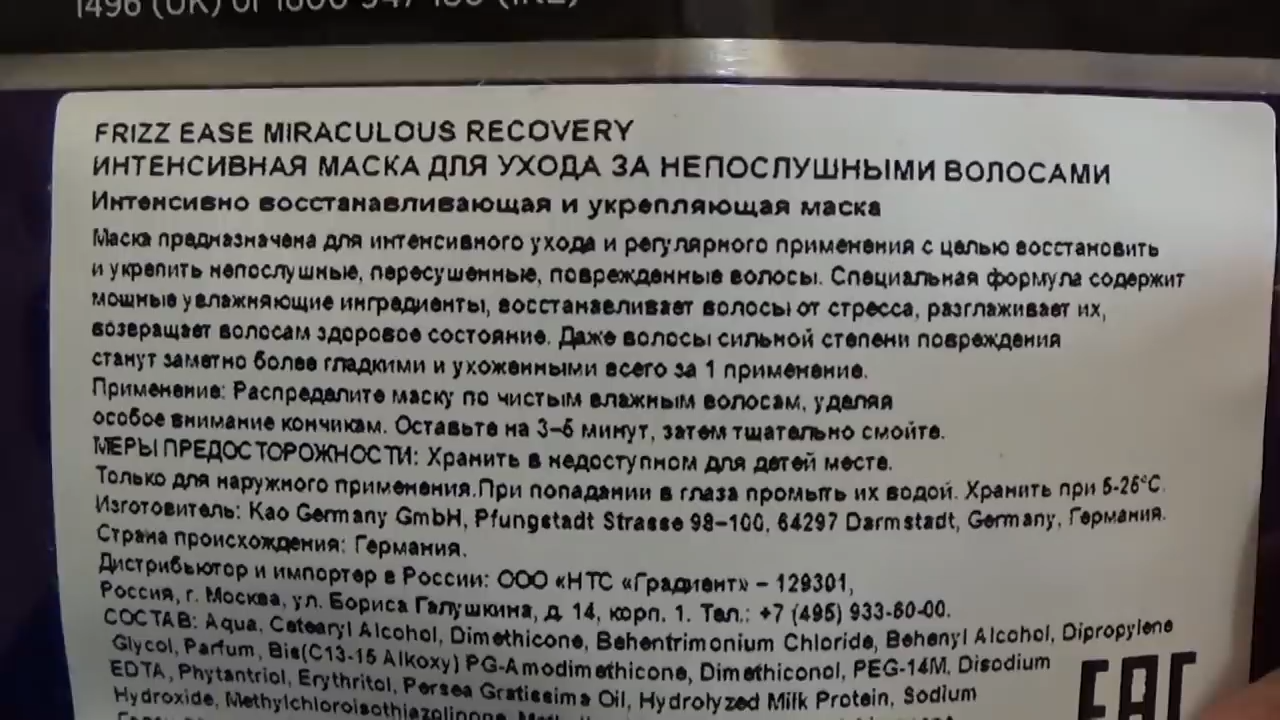 1496 (UK) or 1800
FRIZZ EASE MIRACULOUS RECOVERY
ИНТЕНСИВНАЯ МАСКА ДЛЯ УХОДА ЗА НЕПОСЛУШНЫМИ ВОЛОСАМИ
Интенсивно восстанавливающая и укрепляющая маска
Маска предназначена для интенсивного ухода и регулярного применения с целью восстановить
и укрепить непослушные, пересушенные, поврежденные волосы. Специальная формула содержит
мощные увлажняющие ингредиенты, восстанавливает волосы от стресса, разглаживает их,
возвращает волосам здоровое состояние. Даже волосы сильной степени повреждения
станут заметно более гладкими и ухоженными всего за 1 применение.
Применение: Распределите маску по чистым влажным волосам, уделяя
особое внимание кончикам. Оставьте на 3-5 минут, затем тщательно смойте.
МЕРЫ ПРЕДОСТОРОЖНОСТИ: Хранить в недоступном для детей месте.
Только для наружного применения.При попадании в глаза промыть их водой. Хранить при 5-25°С.
Изготовитель: Kao Germany GmbH, Pfungstadt Strasse 98-100, 64297 Darmstadt, Germany, Германия.
Страна происхождения: Германия.
Дистрибьютор и импортер в России: ООО «НТС «Градиент» – 129301,
Россия, г. Москва, ул. Бориса Галушкина, д. 14, корп. 1. Тел.: +7 (495) 933-60-00.
СОСТАВ: Aqua, Cetearyl Alcohol, Dimethicone, Behentrimonium Chloride, Behenyl Alcohol, Dipropylene
Glycol, Parfum, Bis(C13-15 Alkoxy) PG-Amodimethicone, Dimethiconol, PEG-14M, Disodium
EDTA, Phytantriol, Erythritol, Persea Gratissima Oil, Hydrolyzed Milk Protein, Sodium
Hydroxide, Methylchloroisothiazolinone,
EAC